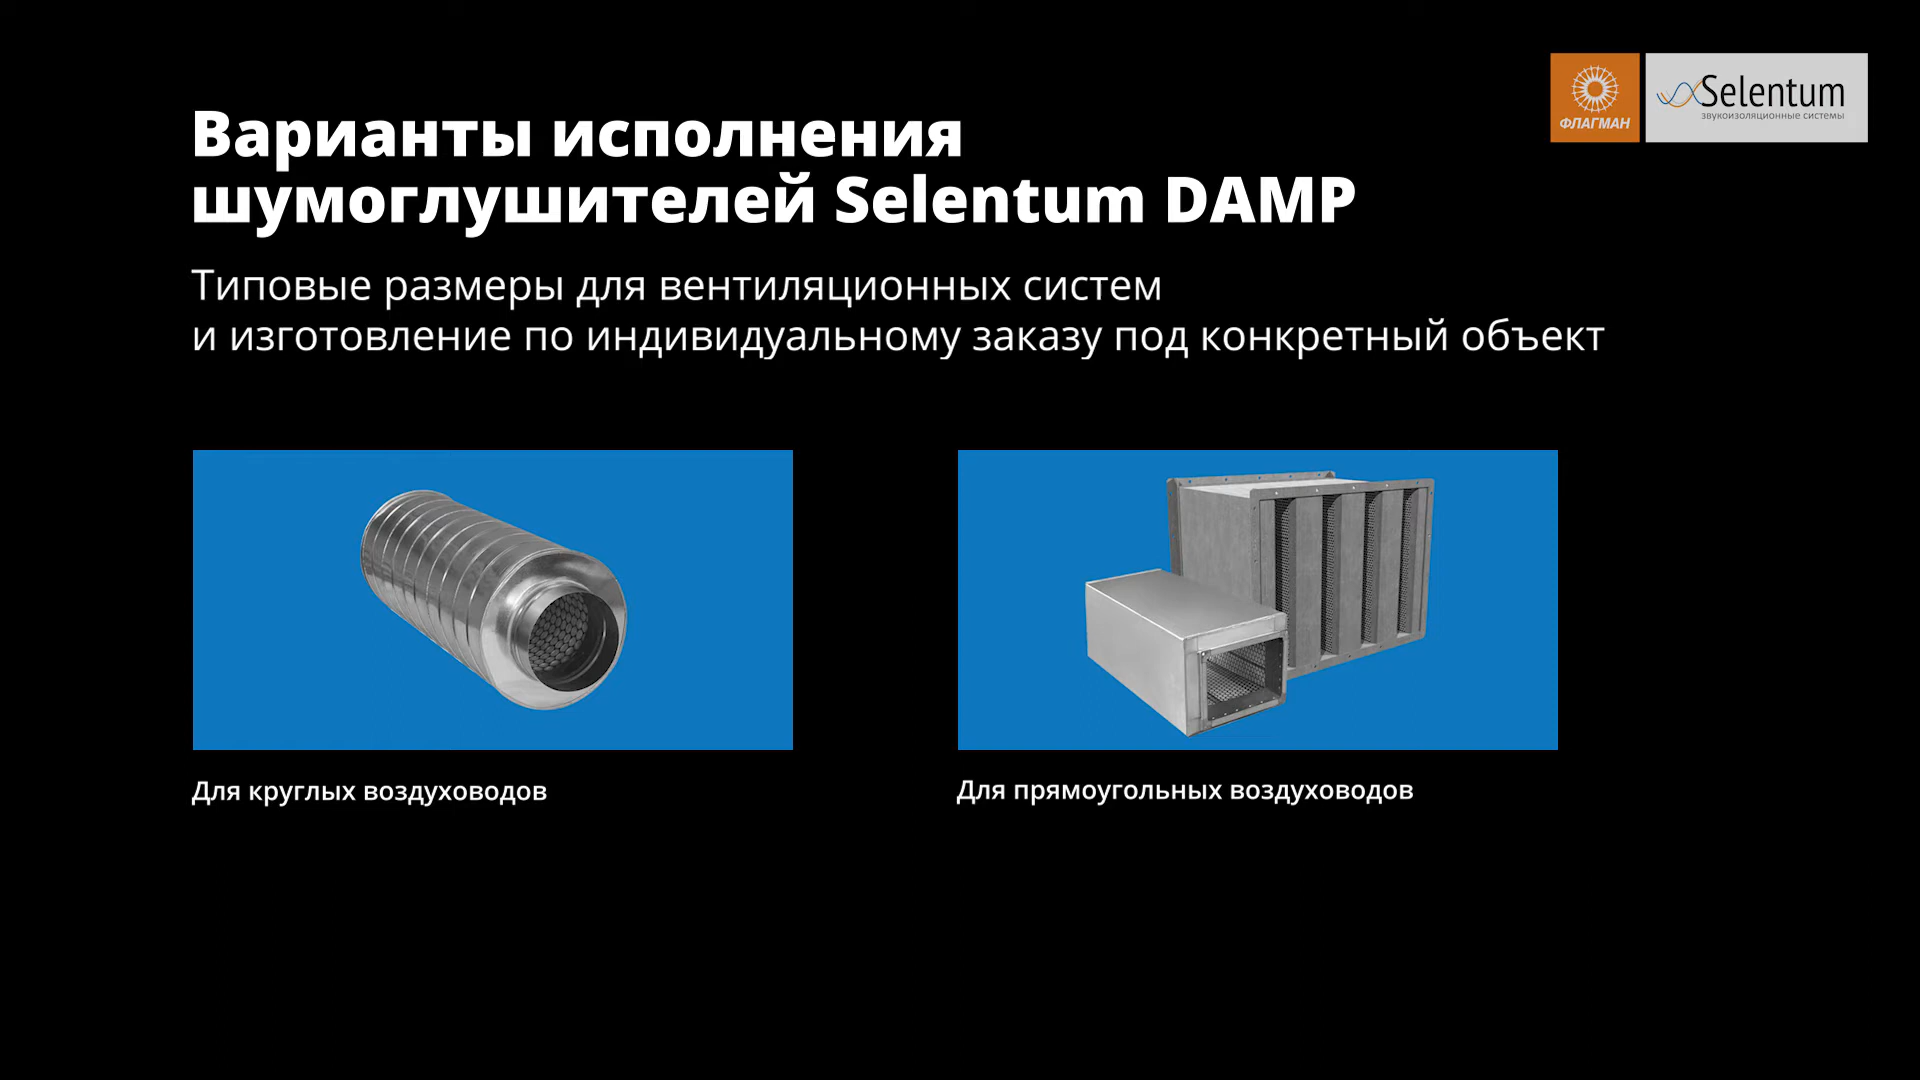 ФЛАГМАН
Selentum
звукоизоляционные системы
Варианты исполнения
шумоглушителей Selentum DAMP
Типовые размеры для вентиляционных систем
и изготовление по индивидуальному заказу под конкретный объект
Для круглых воздуховодов
Для прямоугольных воздуховодов